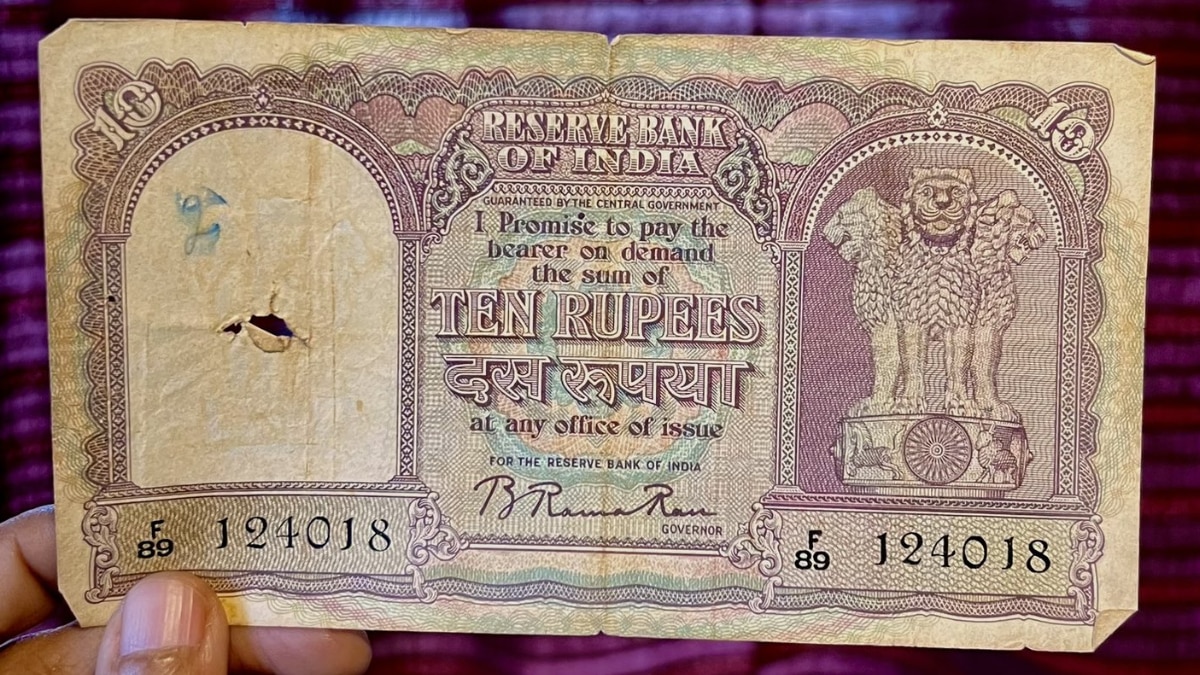 10
10
RESERVE BANK
OF INDIA
GUARANTEED BY THE CENTRAL GOVERNMENT
I Promise to pay the
bearer on demand
the sum of
TEN RUPEES
दस रूपया
at any office of issue
FOR THE RESERVE BANK OF INDIA
B Rama Rau
GOVERNOR
F
89 124018
F
89 124018